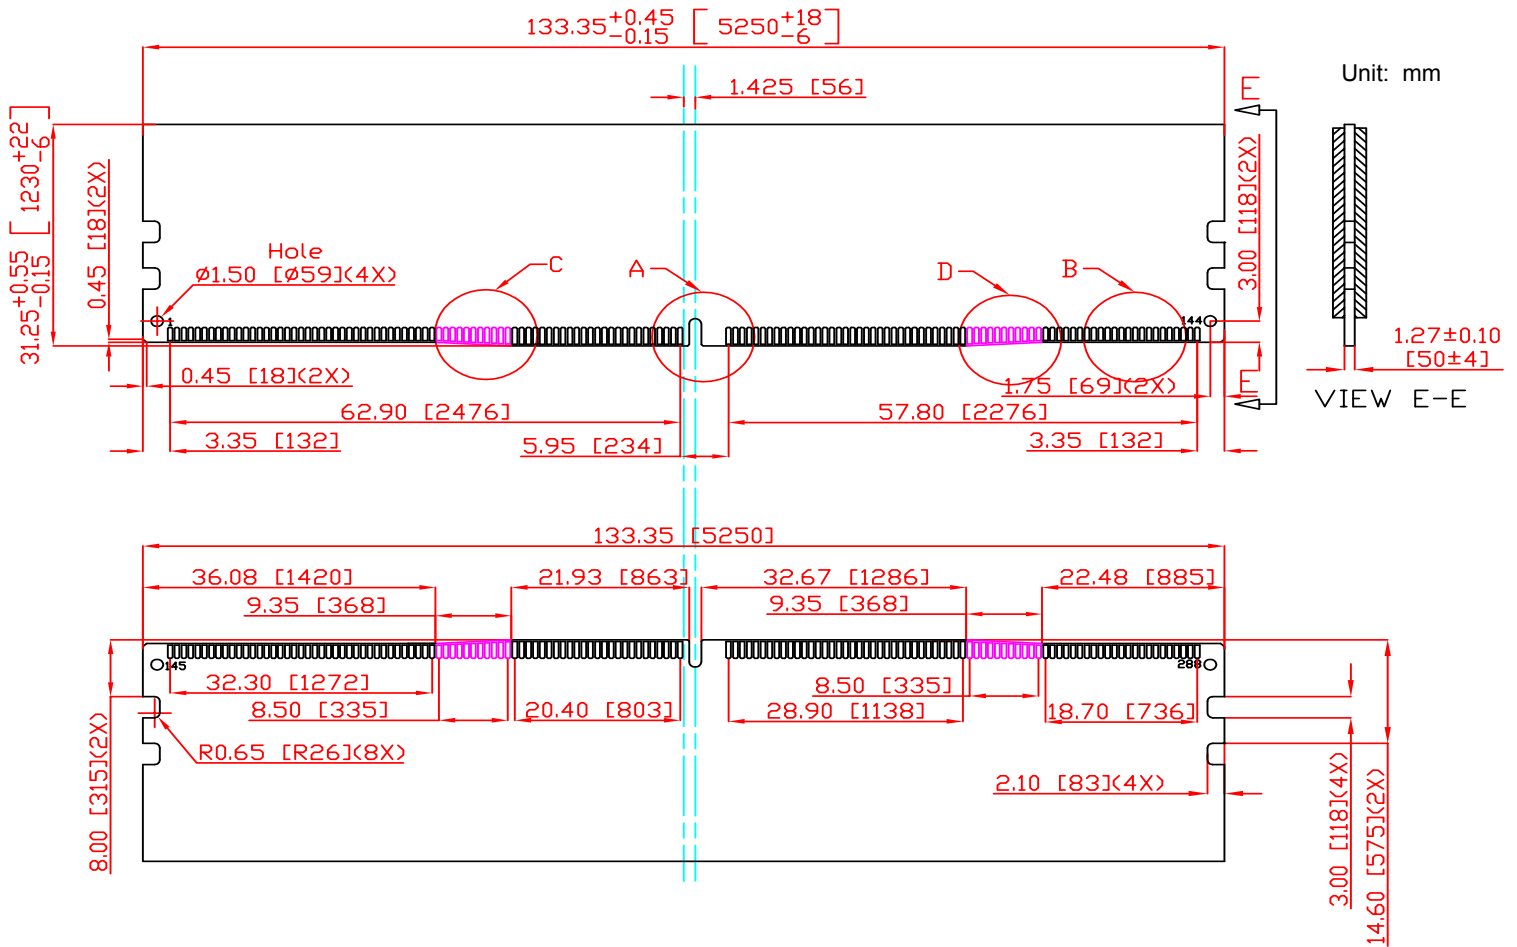 133.35 +0.45 -0.15 [ 5250 +18 -6 ]
1.425 [56]
Unit: mm
E
31.25 +0.55 -0.15 [ 1230 +22 -6 ]
0.45 [18](2X)
3.00 [118](2X)
Hole
Ø1.50 [Ø59](4X)
C
A
D
B
1
144
1.27±0.10
[50±4]
0.45 [18](2X)
1.75 [69](2X)
E
VIEW E-E
62.90 [2476]
57.80 [2276]
3.35 [132]
5.95 [234]
3.35 [132]
133.35 [5250]
36.08 [1420]
21.93 [863]
32.67 [1286]
22.48 [885]
9.35 [368]
9.35 [368]
145
288
32.30 [1272]
8.50 [335]
8.50 [335]
20.40 [803]
28.90 [1138]
18.70 [736]
R0.65 [R26](8X)
2.10 [83](4X)
8.00 [315](2X)
3.00 [118](4X)
14.60 [575](2X)